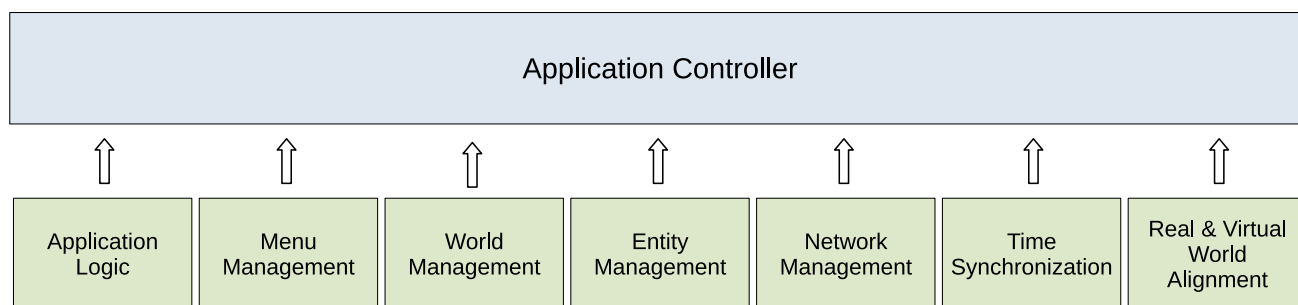 Application Controller
Application
Logic
Menu
Management
World
Management
Entity
Management
Network
Management
Time
Synchronization
Real & Virtual
World
Alignment